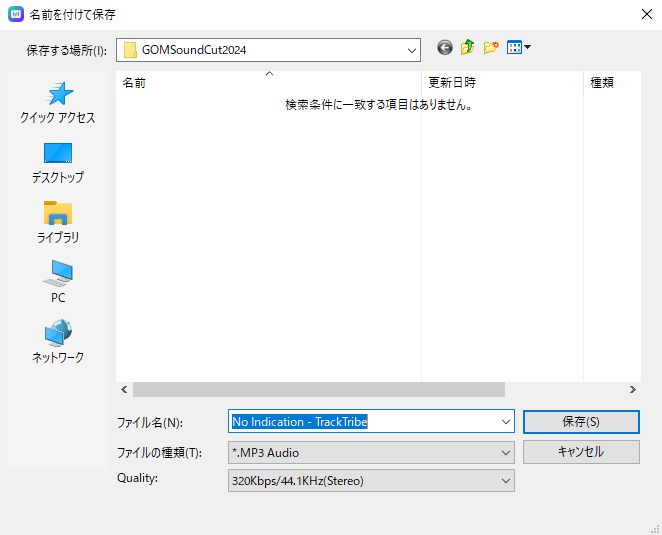 名前を付けて保存
保存する場所(I):
GOMSoundCut2024
名前
更新日時
種類
検索条件に一致する項目はありません。
クイック アクセス
デスクトップ
ライブラリ
PC
ネットワーク
ファイル名(N):
No Indication - TrackTribe
保存(S)
ファイルの種類(T):
*.MP3 Audio
キャンセル
Quality:
320Kbps/44.1KHz(Stereo)